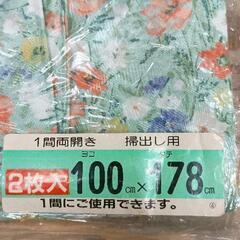 1間両開き 掃出し用
ヨコ タテ
2枚入 100cm×178cm
1間にご使用できます。 ④